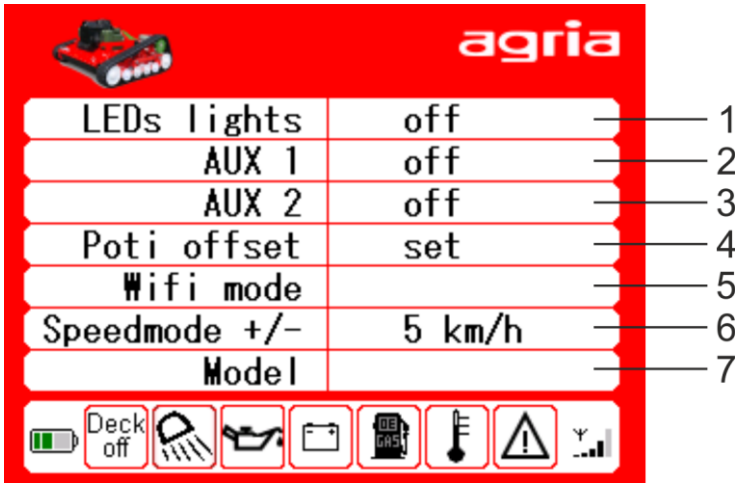 agria
LEDs lights off 1
AUX 1 off 2
AUX 2 off 3
Poti offset set 4
Wifi mode 5
Speedmode +/- 5 km/h 6
Model 7
Deck
off
GAS